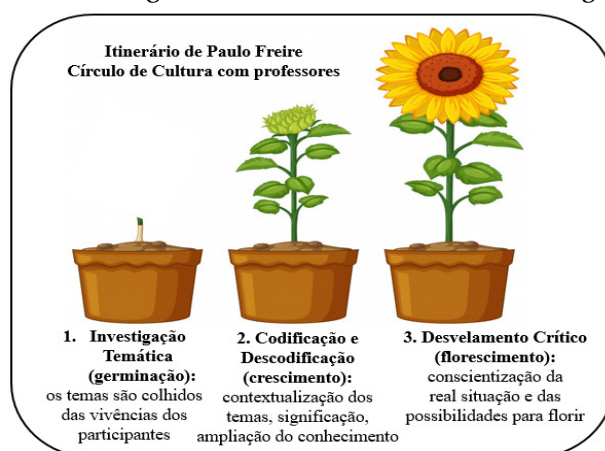 Itinerário de Paulo Freire
Círculo de Cultura com professores
1. Investigação
Temática
(germinação):
os temas são colhidos
das vivências dos
participantes
2. Codificação e
Descodificação
(crescimento):
contextualização dos
temas, significação,
ampliação do conhecimento
3. Desvelamento Crítico
(florescimento):
conscientização da
real situação e das
possibilidades para florir